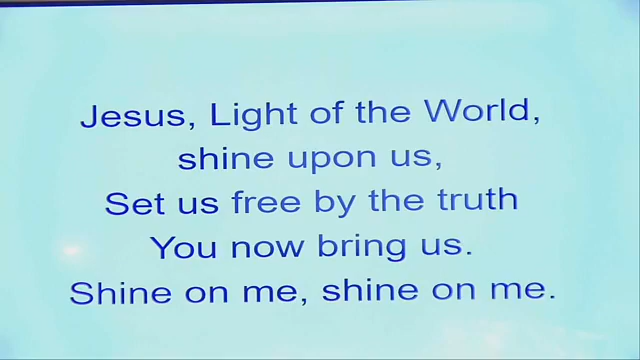 Jesus, Light of the World,
shine upon us,
Set us free by the truth
You now bring us.
Shine on me, shine on me.